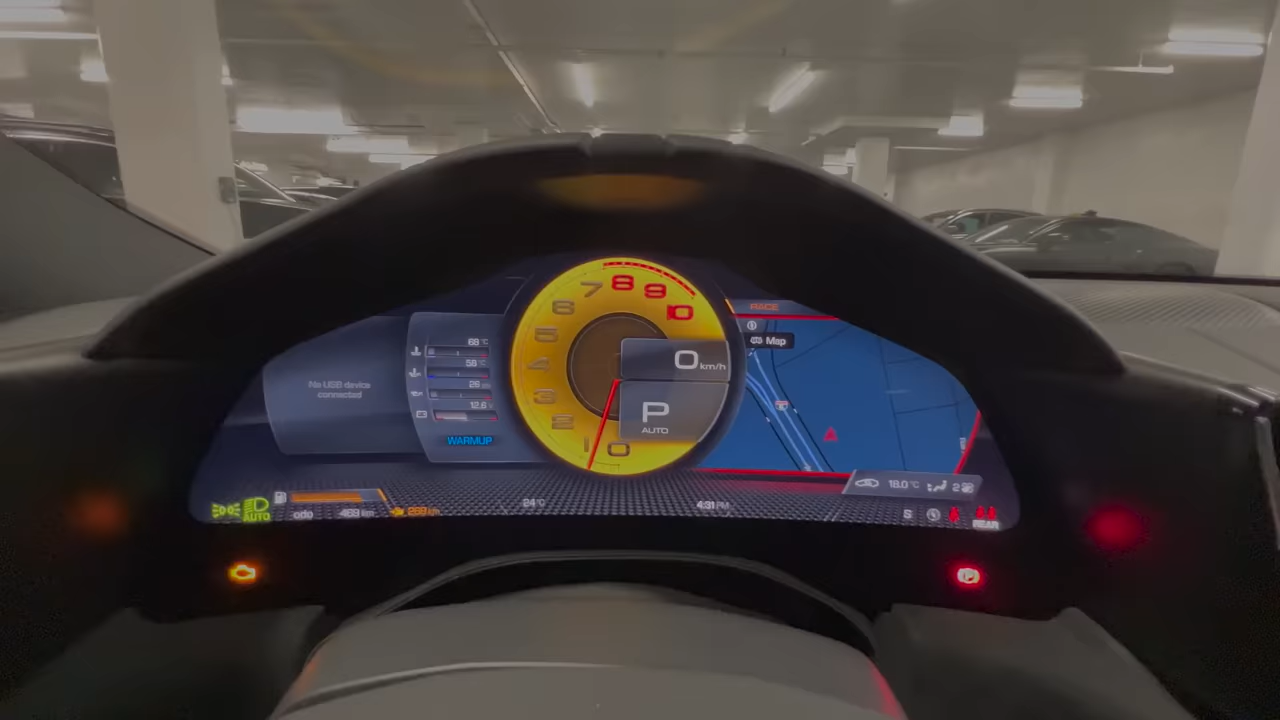 No USB device
connected
68 °C
58 °C
26
12.6
WARMUP
7
8
9
10
6
5
4
3
2
1
0
0 km/h
P
AUTO
RACE
Map
18.0 °C
2
AUTO
odo 469 km
269 km
24°C
4:31 PM
S
REAR